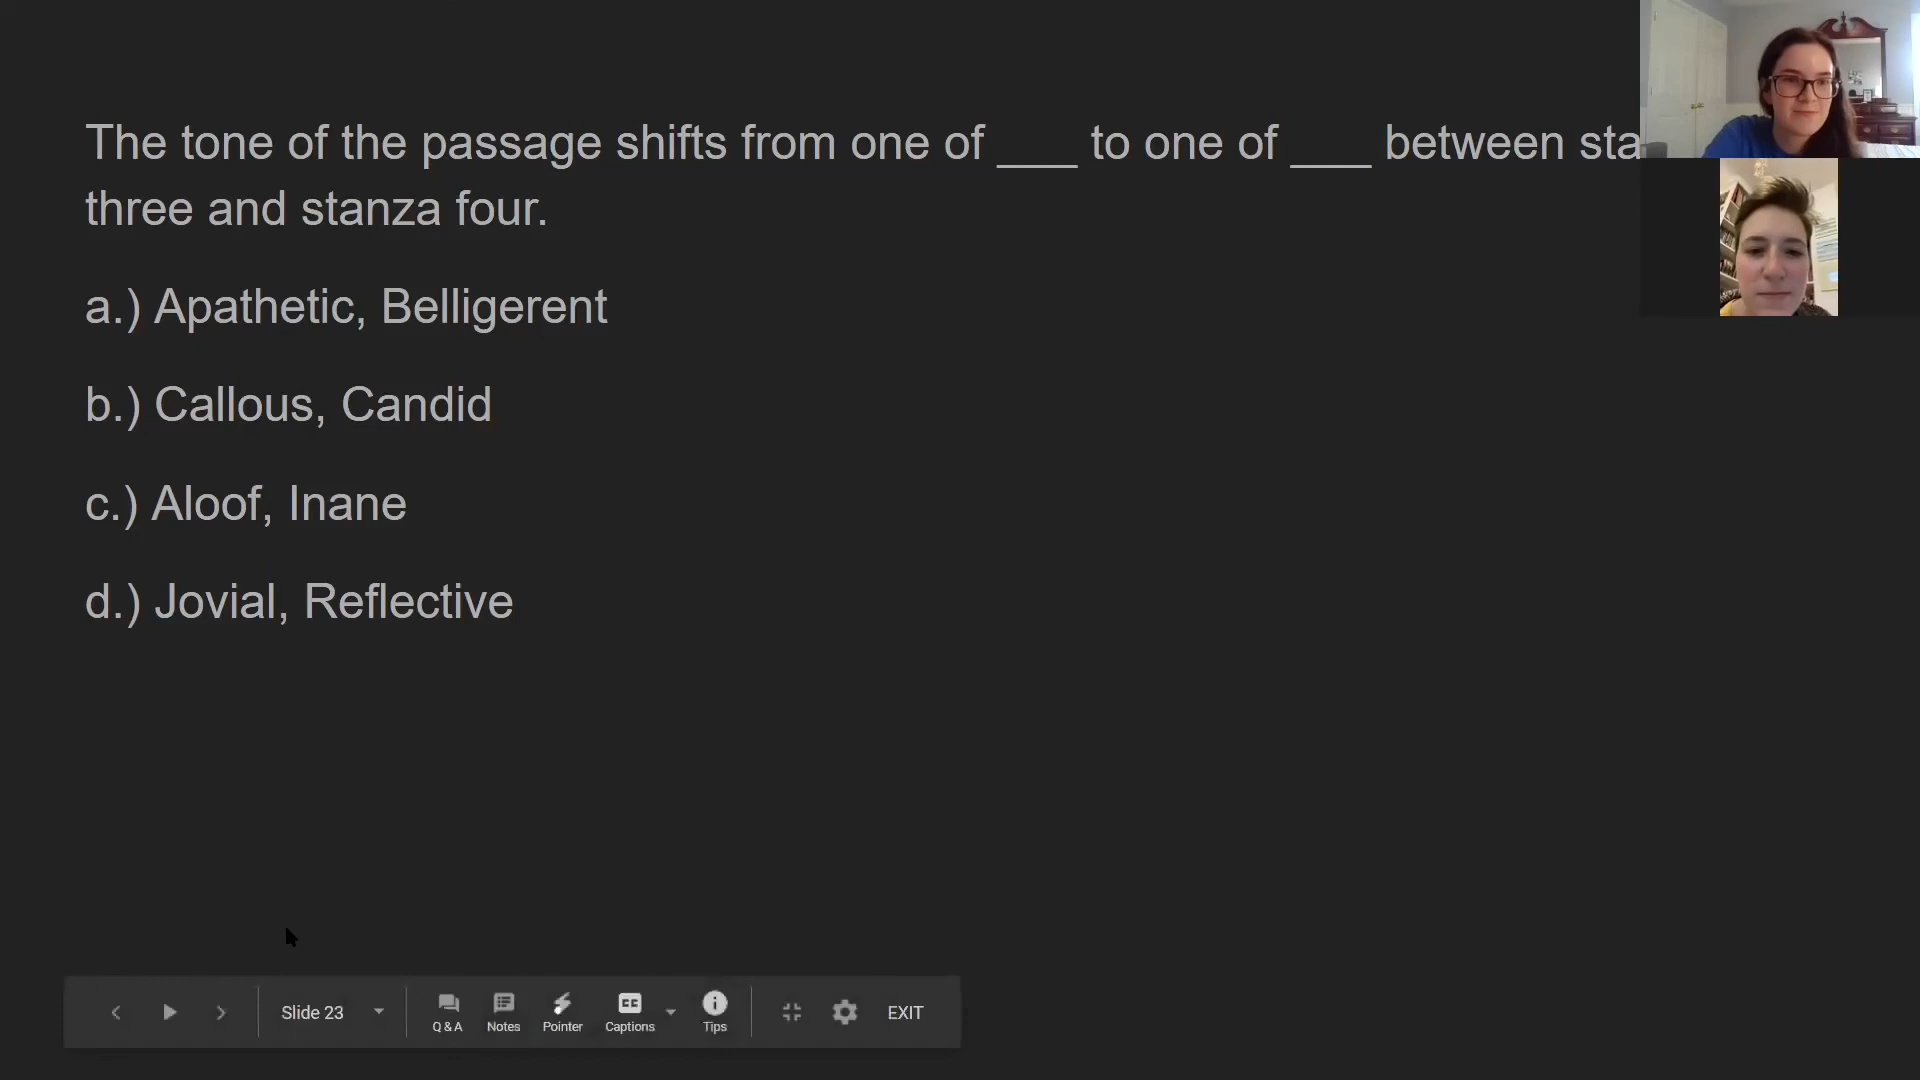 The tone of the passage shifts from one of ___ to one of ___ between sta
three and stanza four.
a.) Apathetic, Belligerent
b.) Callous, Candid
c.) Aloof, Inane
d.) Jovial, Reflective
Slide 23
Q & A
Notes
Pointer
CC
Captions
Tips
EXIT